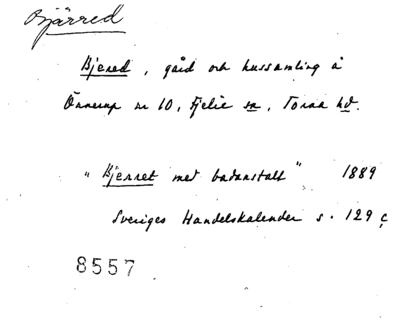 Bjärred
Bjered, gård och hussamling å
Önnerup nr 10, Fjelie sn, Torna hd.
"Bjerret med badanstalt" 1889
Sveriges Handelskalender s. 129 ç
8557